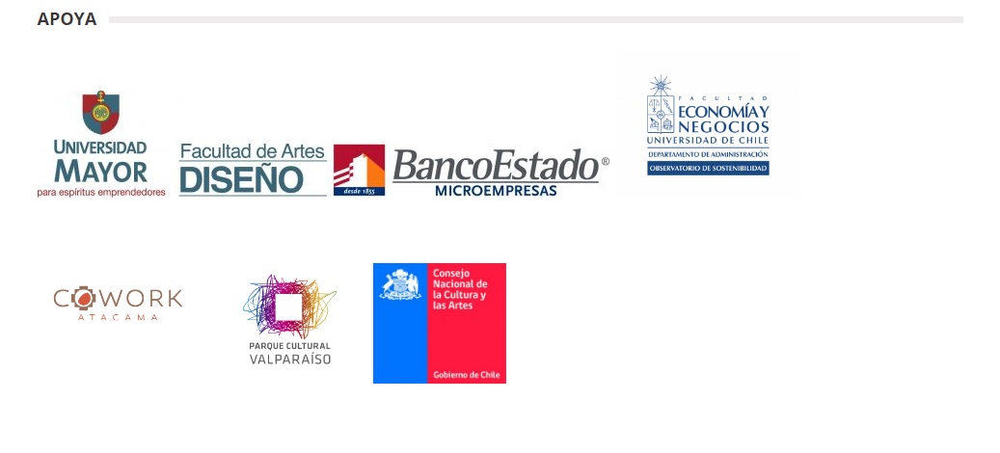 APOYA
UNIVERSIDAD
MAYOR
para espíritus emprendedores
Facultad de Artes
DISEÑO
desde 1855
BancoEstado®
MICROEMPRESAS
FACULTAD
ECONOMÍA Y
NEGOCIOS
UNIVERSIDAD DE CHILE
DEPARTAMENTO DE ADMINISTRACIÓN
OBSERVATORIO DE SOSTENIBILIDAD
COWORK
ATACAMA
PARQUE CULTURAL
VALPARAÍSO
Consejo
Nacional de
la Cultura y
las Artes
Gobierno de Chile